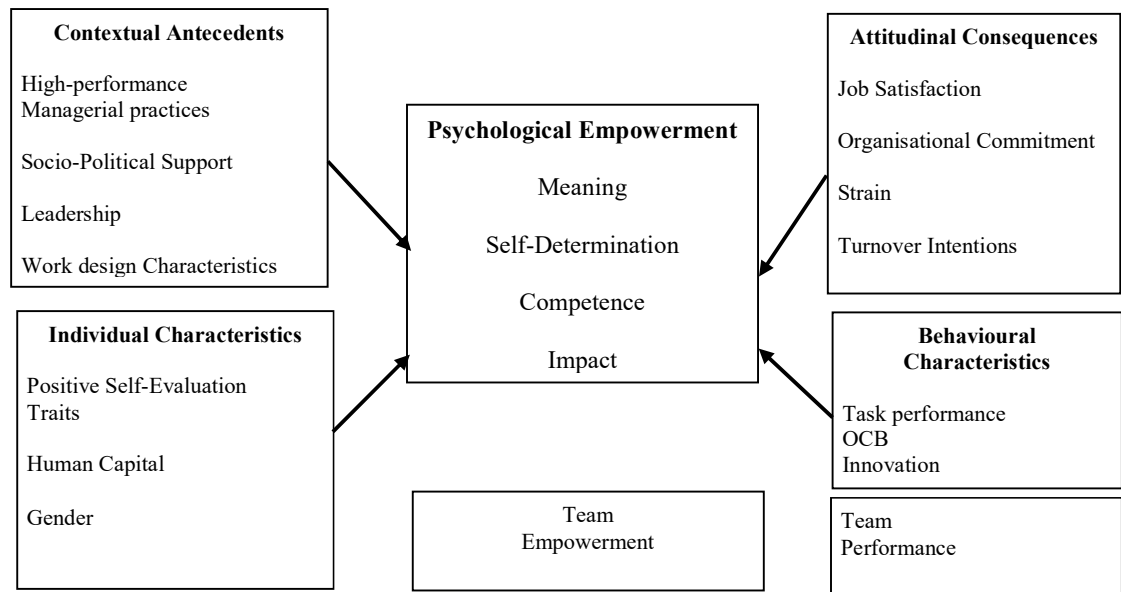 Contextual Antecedents
High-performance
Managerial practices
Socio-Political Support
Leadership
Work design Characteristics
Individual Characteristics
Positive Self-Evaluation
Traits
Human Capital
Gender
Psychological Empowerment
Meaning
Self-Determination
Competence
Impact
Team
Empowerment
Attitudinal Consequences
Job Satisfaction
Organisational Commitment
Strain
Turnover Intentions
Behavioural
Characteristics
Task performance
OCB
Innovation
Team
Performance